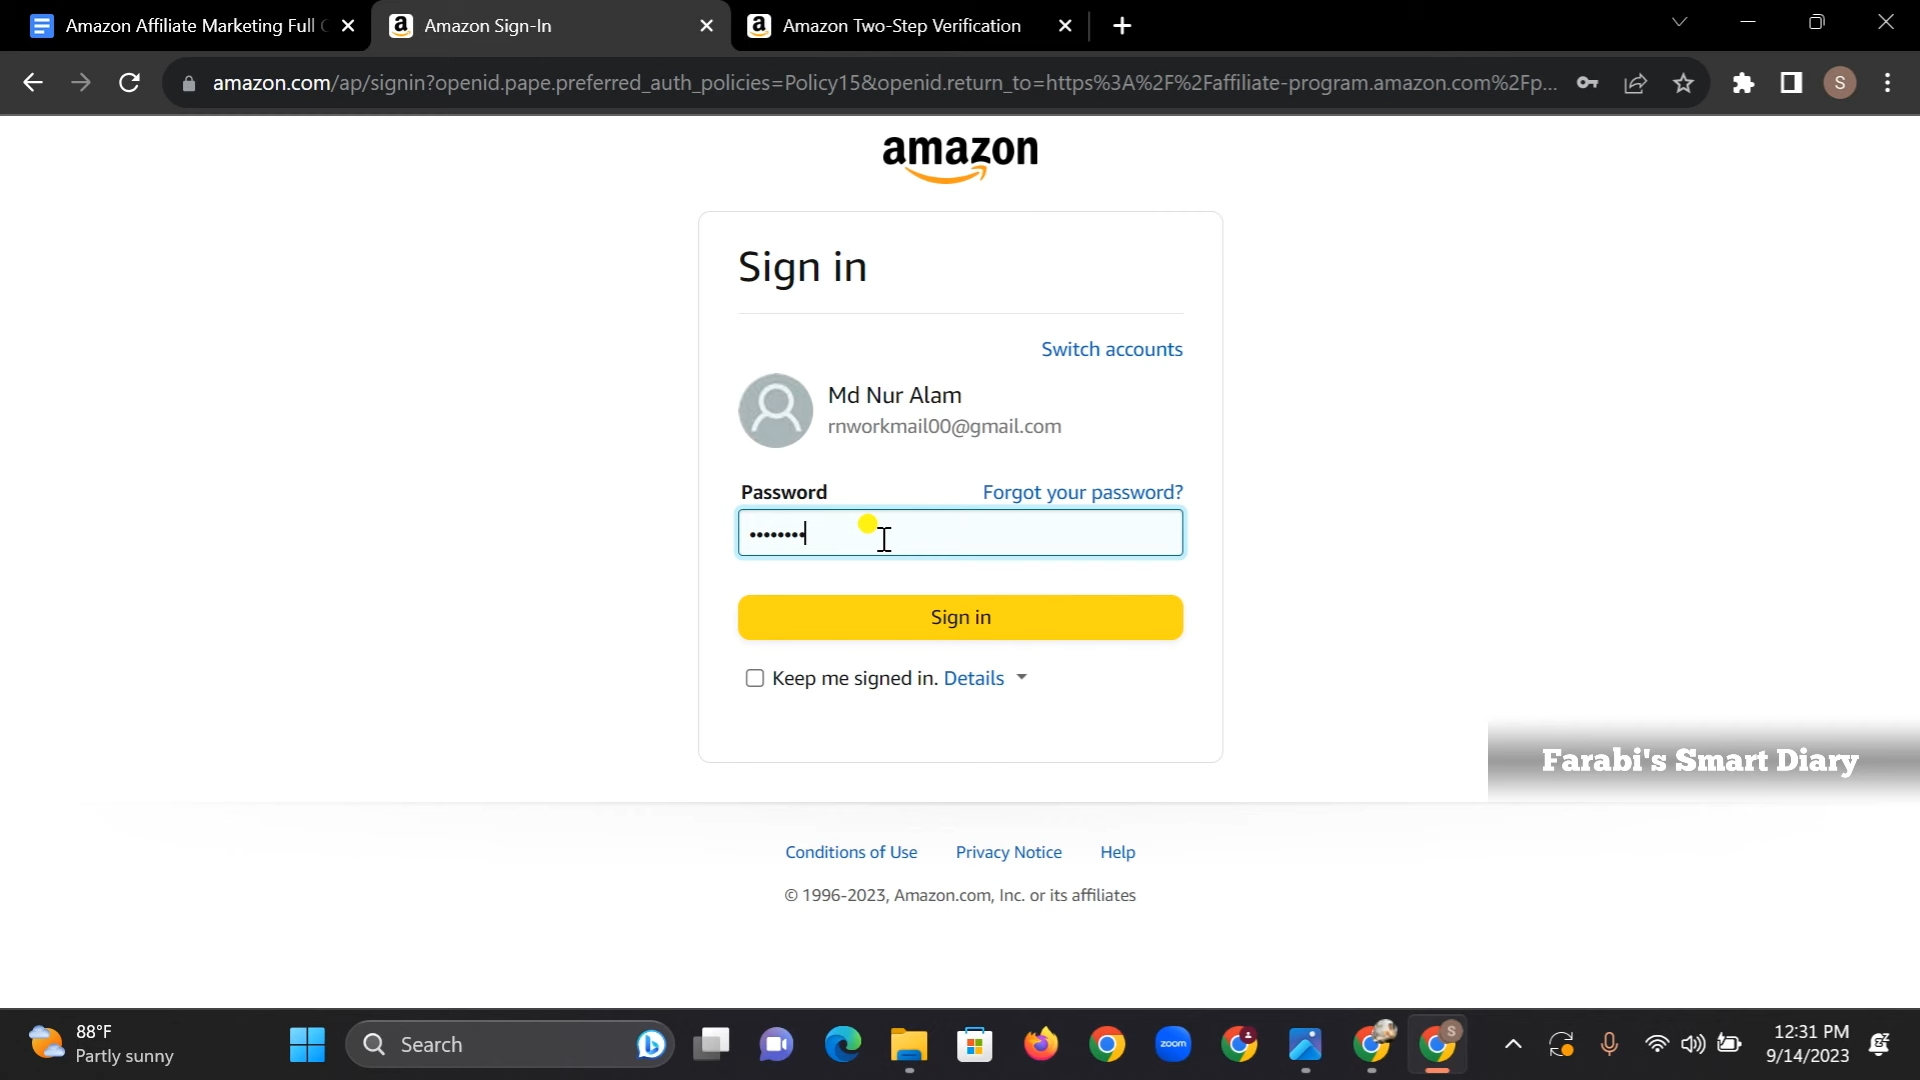 Amazon Affiliate Marketing Full
Amazon Sign-In
Amazon Two-Step Verification
amazon.com/ap/signin?openid.pape.preferred_auth_policies=Policy15&openid.return_to=https%3A%2F%2Faffiliate-program.amazon.com%2Fp...
S
amazon
Sign in
Switch accounts
Md Nur Alam
rnworkmail00@gmail.com
Password
Forgot your password?
Sign in
Keep me signed in. Details
Farabi's Smart Diary
Conditions of Use Privacy Notice Help
© 1996-2023, Amazon.com, Inc. or its affiliates
88°F
Partly sunny
Search
zoom
S
12:31 PM
9/14/2023